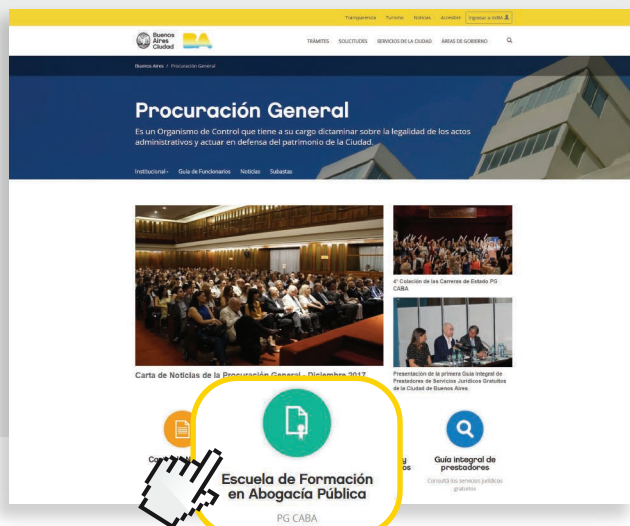 Transparencia Turismo Noticias Acceder Ingresar a miBA
Buenos
Aires
Ciudad
BA
TRÁMITES SOLICITUDES SERVICIOS DE LA CIUDAD ÁREAS DE GOBIERNO
Buenos Aires / Procuración General
Procuración General
Es un Organismo de Control que tiene a su cargo dictaminar sobre la legalidad de los actos
administrativos y actuar en defensa del patrimonio de la Ciudad.
Institucional Guía de Funcionarios Noticias Subastas
4° Colación de las Carreras de Estado PG
CABA
Carta de Noticias de la Procuración General - Diciembre 2017
Presentación de la primera Guía Integral de
Prestadores de Servicios Jurídicos Gratuitos
de la Ciudad de Buenos Aires
Escuela de Formación
en Abogacía Pública
PG CABA
Guía integral de
prestadores
Consultá los servicios jurídicos
gratuitos